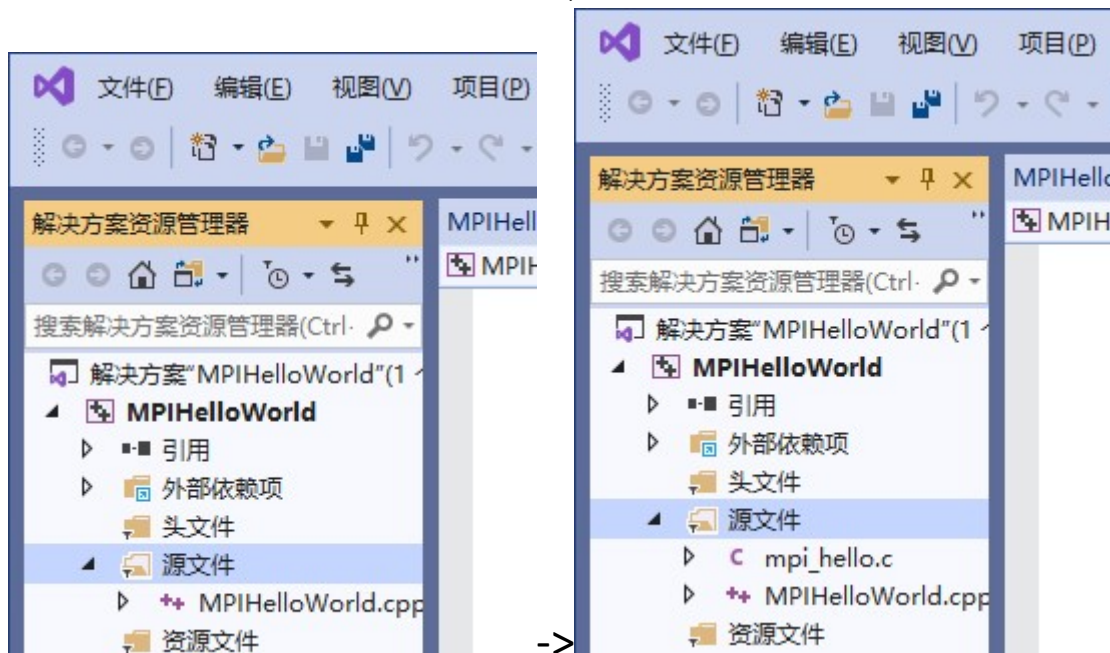 文件(F) 编辑(E) 视图(V) 项目(P)
解决方案资源管理器
MPIHell
MPIH
搜索解决方案资源管理器(Ctrl-
解决方案"MPIHelloWorld"(1
MPIHelloWorld
引用
外部依赖项
头文件
源文件
MPIHelloWorld.cpp
资源文件
->
文件(F) 编辑(E) 视图(V) 项目(P)
解决方案资源管理器
MPIHello
MPIH
搜索解决方案资源管理器(Ctrl-
解决方案"MPIHelloWorld"(1
MPIHelloWorld
引用
外部依赖项
头文件
源文件
C mpi_hello.c
MPIHelloWorld.cpp
资源文件